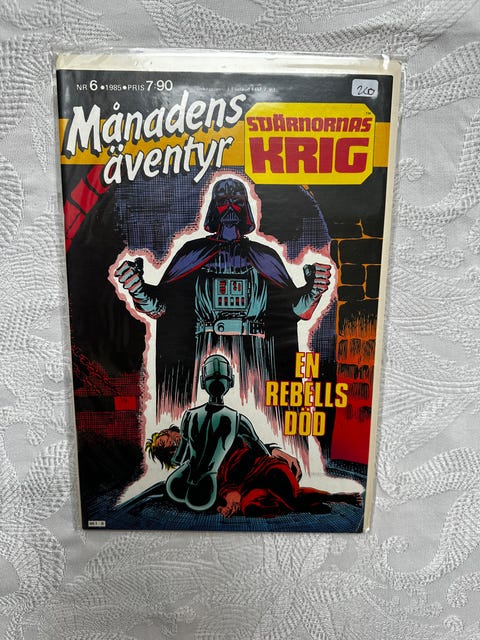 NR 6 • 1985 • PRIS 7:90
260
Månadens
äventyr
STJÄRNORNAS
KRIG
EN
REBELLS
DÖD